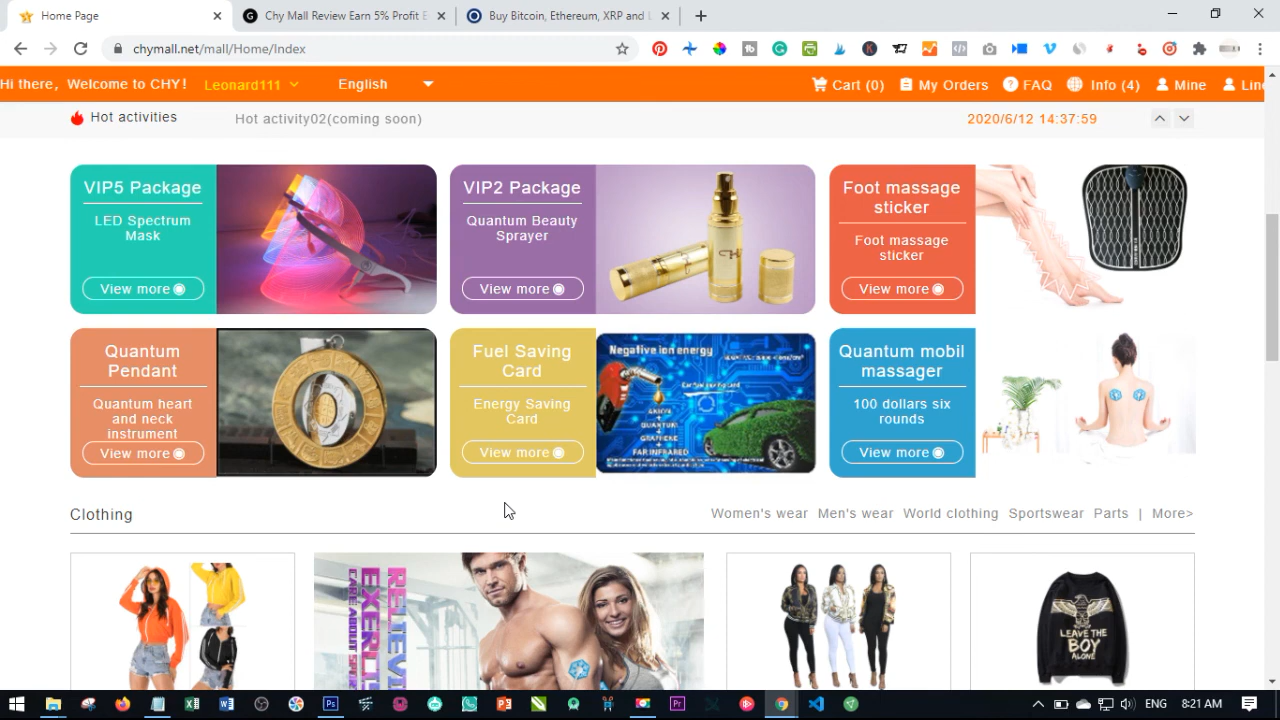 Home Page
Chy Mall Review Earn 5% Profit E
Buy Bitcoin, Ethereum, XRP and
chymall.net/mall/Home/Index
Hi there, Welcome to CHY!
Leonard111
English
Cart (0)
My Orders
FAQ
Info (4)
Mine
Line
Hot activities
Hot activity02(coming soon)
2020/6/12 14:37:59
VIP5 Package
LED Spectrum
Mask
View more
VIP2 Package
Quantum Beauty
Sprayer
View more
Foot massage
sticker
Foot massage
sticker
View more
Quantum
Pendant
Quantum heart
and neck
instrument
View more
Fuel Saving
Card
Energy Saving
Card
View more
Negative ion energy
ANION
+
QUANTUM
+
GRAPHENE
+
FAR INFRARED
Quantum mobil
massager
100 dollars six
rounds
View more
Clothing
Women's wear
Men's wear
World clothing
Sportswear
Parts
|
More>
LEAVE THE
BOY
ALONE
ENG
8:21 AM